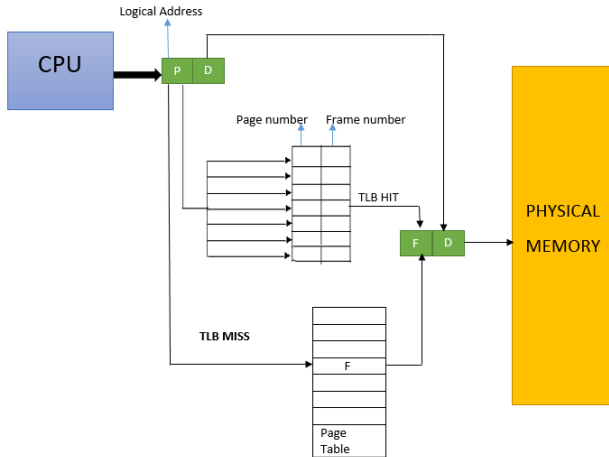 Logical Address
CPU
P D
Page number Frame number
TLB HIT
PHYSICAL
MEMORY
F D
TLB MISS
F
Page
Table